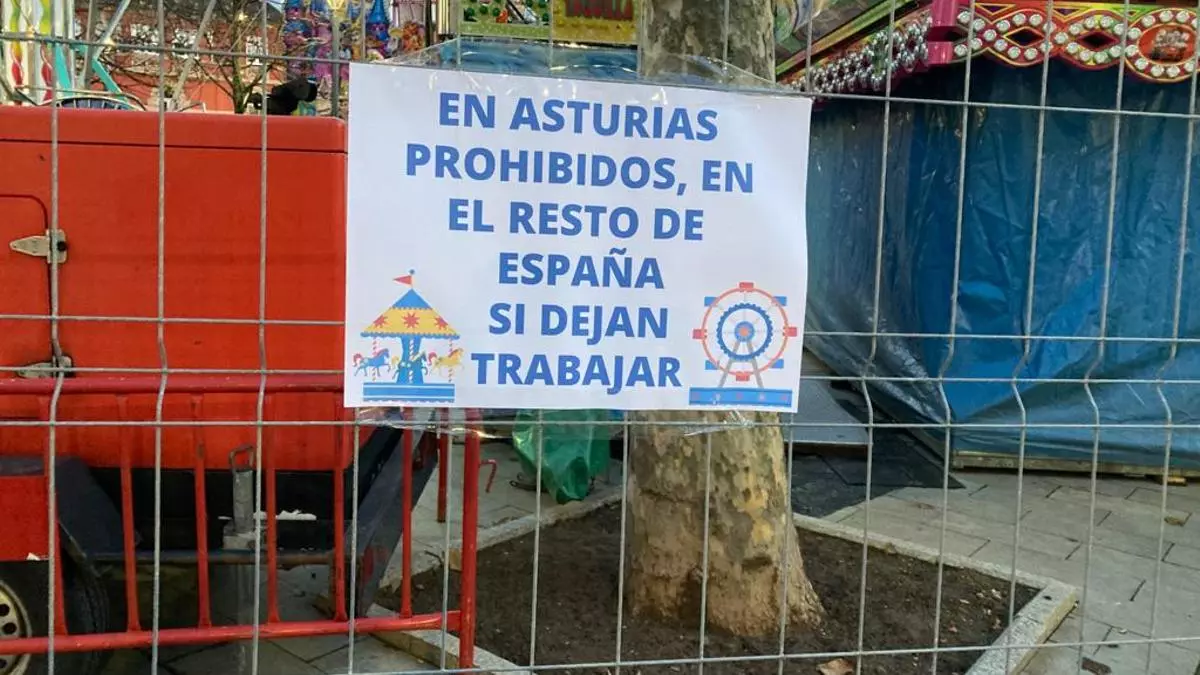 EN ASTURIAS
PROHIBIDOS, EN
EL RESTO DE
ESPAÑA
SI DEJAN
TRABAJAR